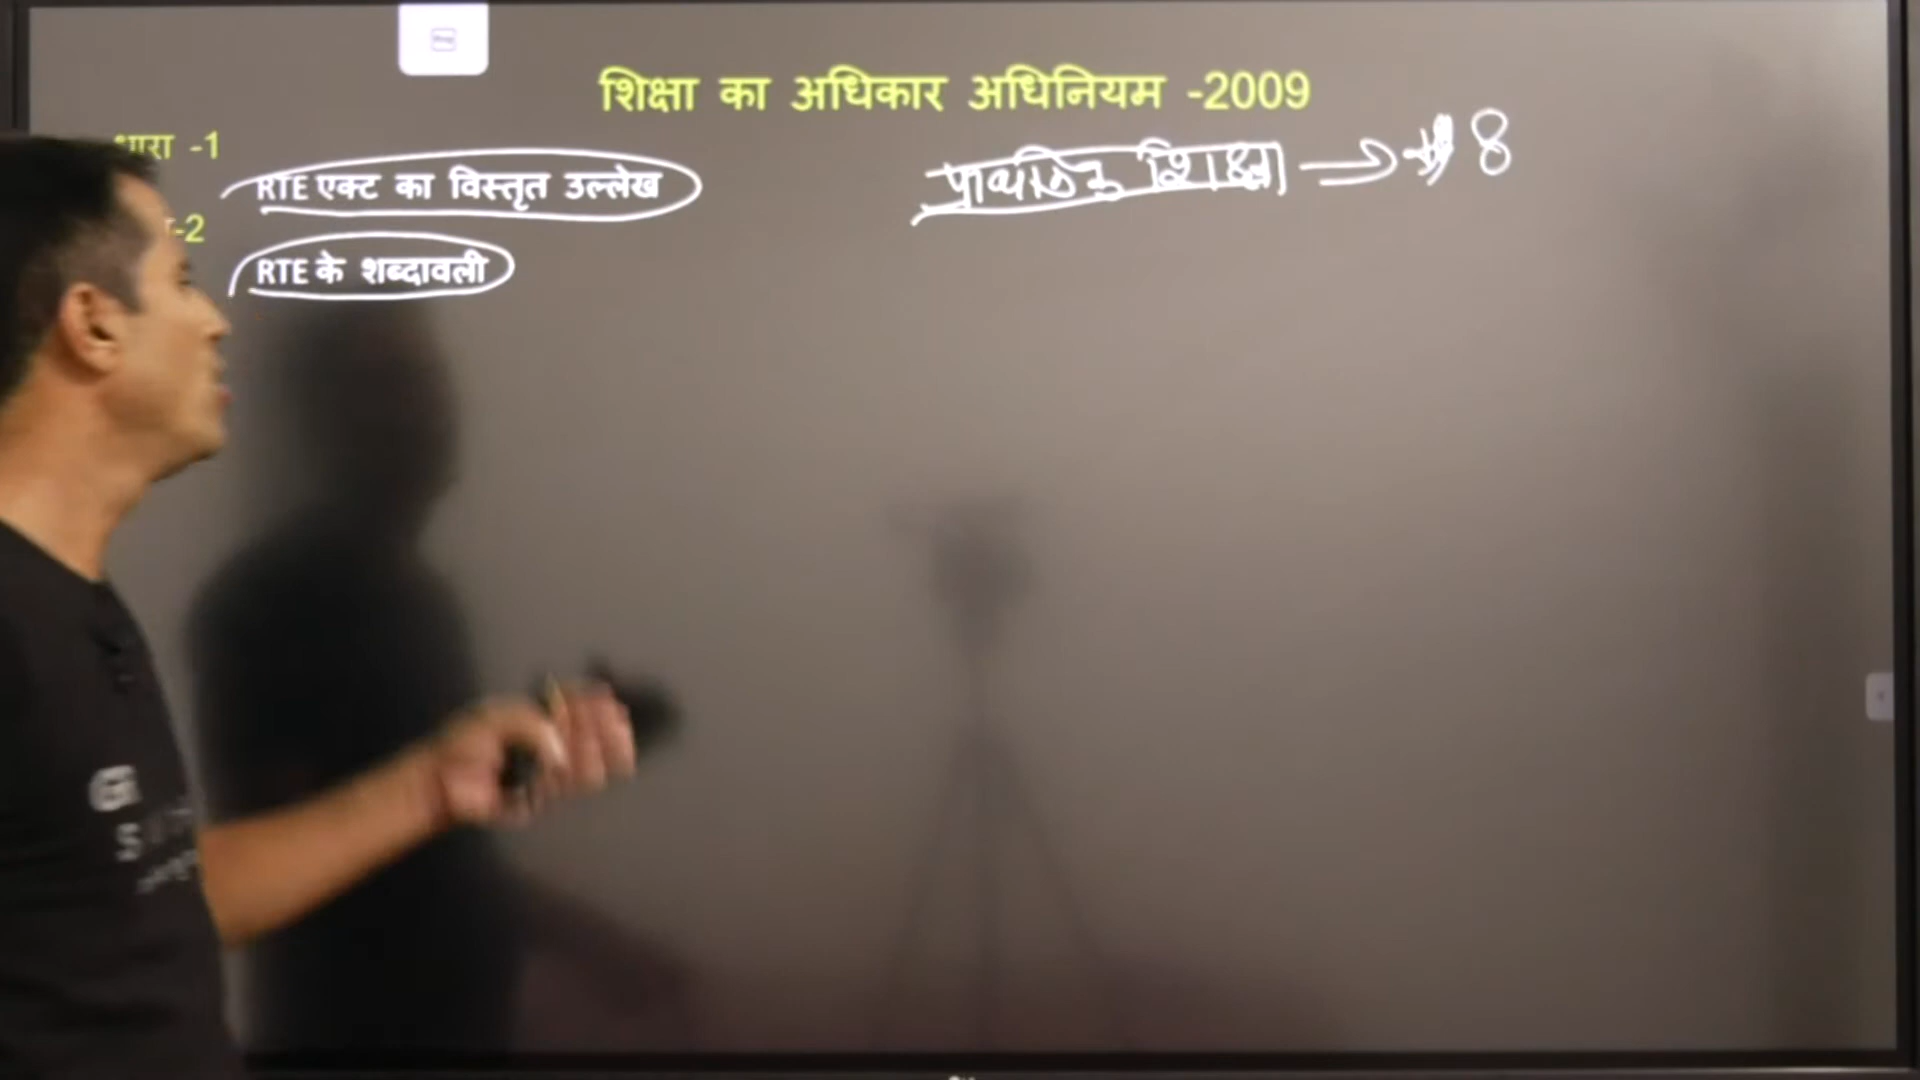 शिक्षा का अधिकार अधिनियम -2009
धारा -1
RTE एक्ट का विस्तृत उल्लेख
प्राथमिक शिक्षा → 8
-2
RTE के शब्दावली